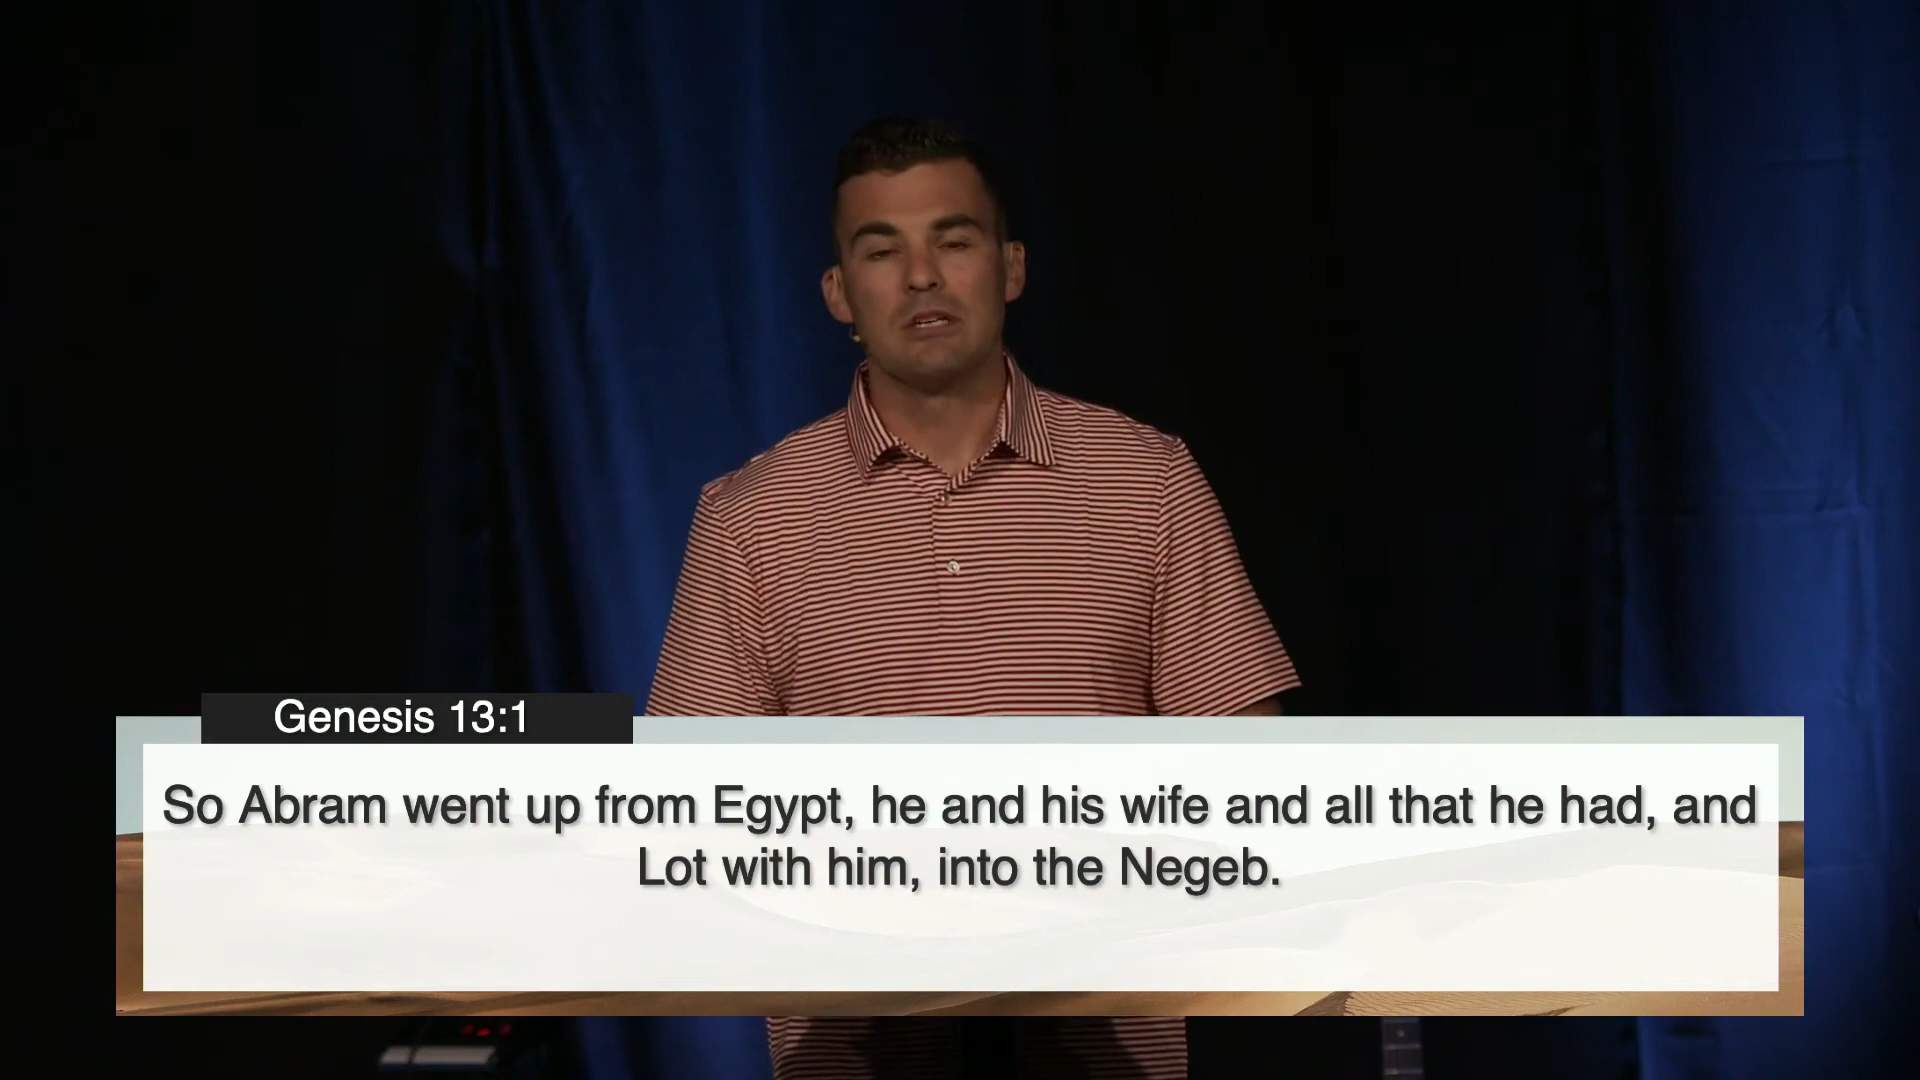 Genesis 13:1
So Abram went up from Egypt, he and his wife and all that he had, and
Lot with him, into the Negeb.